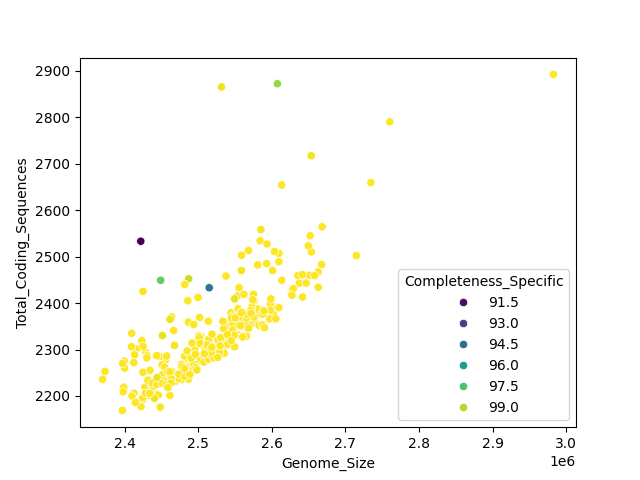 2900
2800
2700
2600
2500
2400
2300
2200
Total_Coding_Sequences
Completeness_Specific
91.5
93.0
94.5
96.0
97.5
99.0
2.4 2.5 2.6 2.7 2.8 2.9 3.0
1e6
Genome_Size